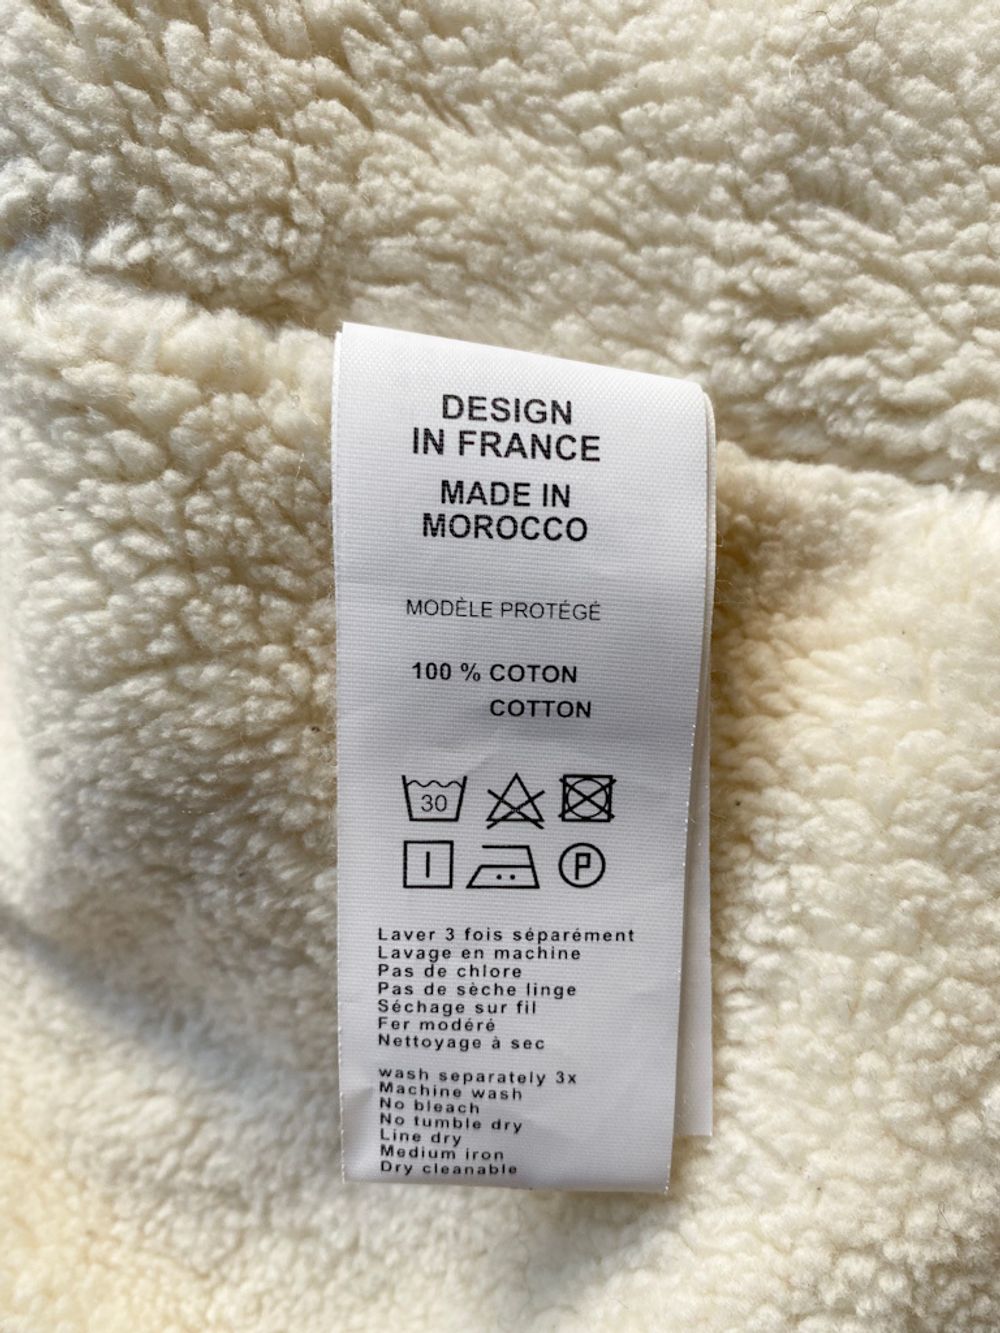 DESIGN
IN FRANCE
MADE IN
MOROCCO
MODÈLE PROTÉGÉ
100 % COTON
COTTON
30
P
Laver 3 fois séparément
Lavage en machine
Pas de chlore
Pas de sèche linge
Séchage sur fil
Fer modéré
Nettoyage à sec
wash separately 3x
Machine wash
No bleach
No tumble dry
Line dry
Medium iron
Dry cleanable